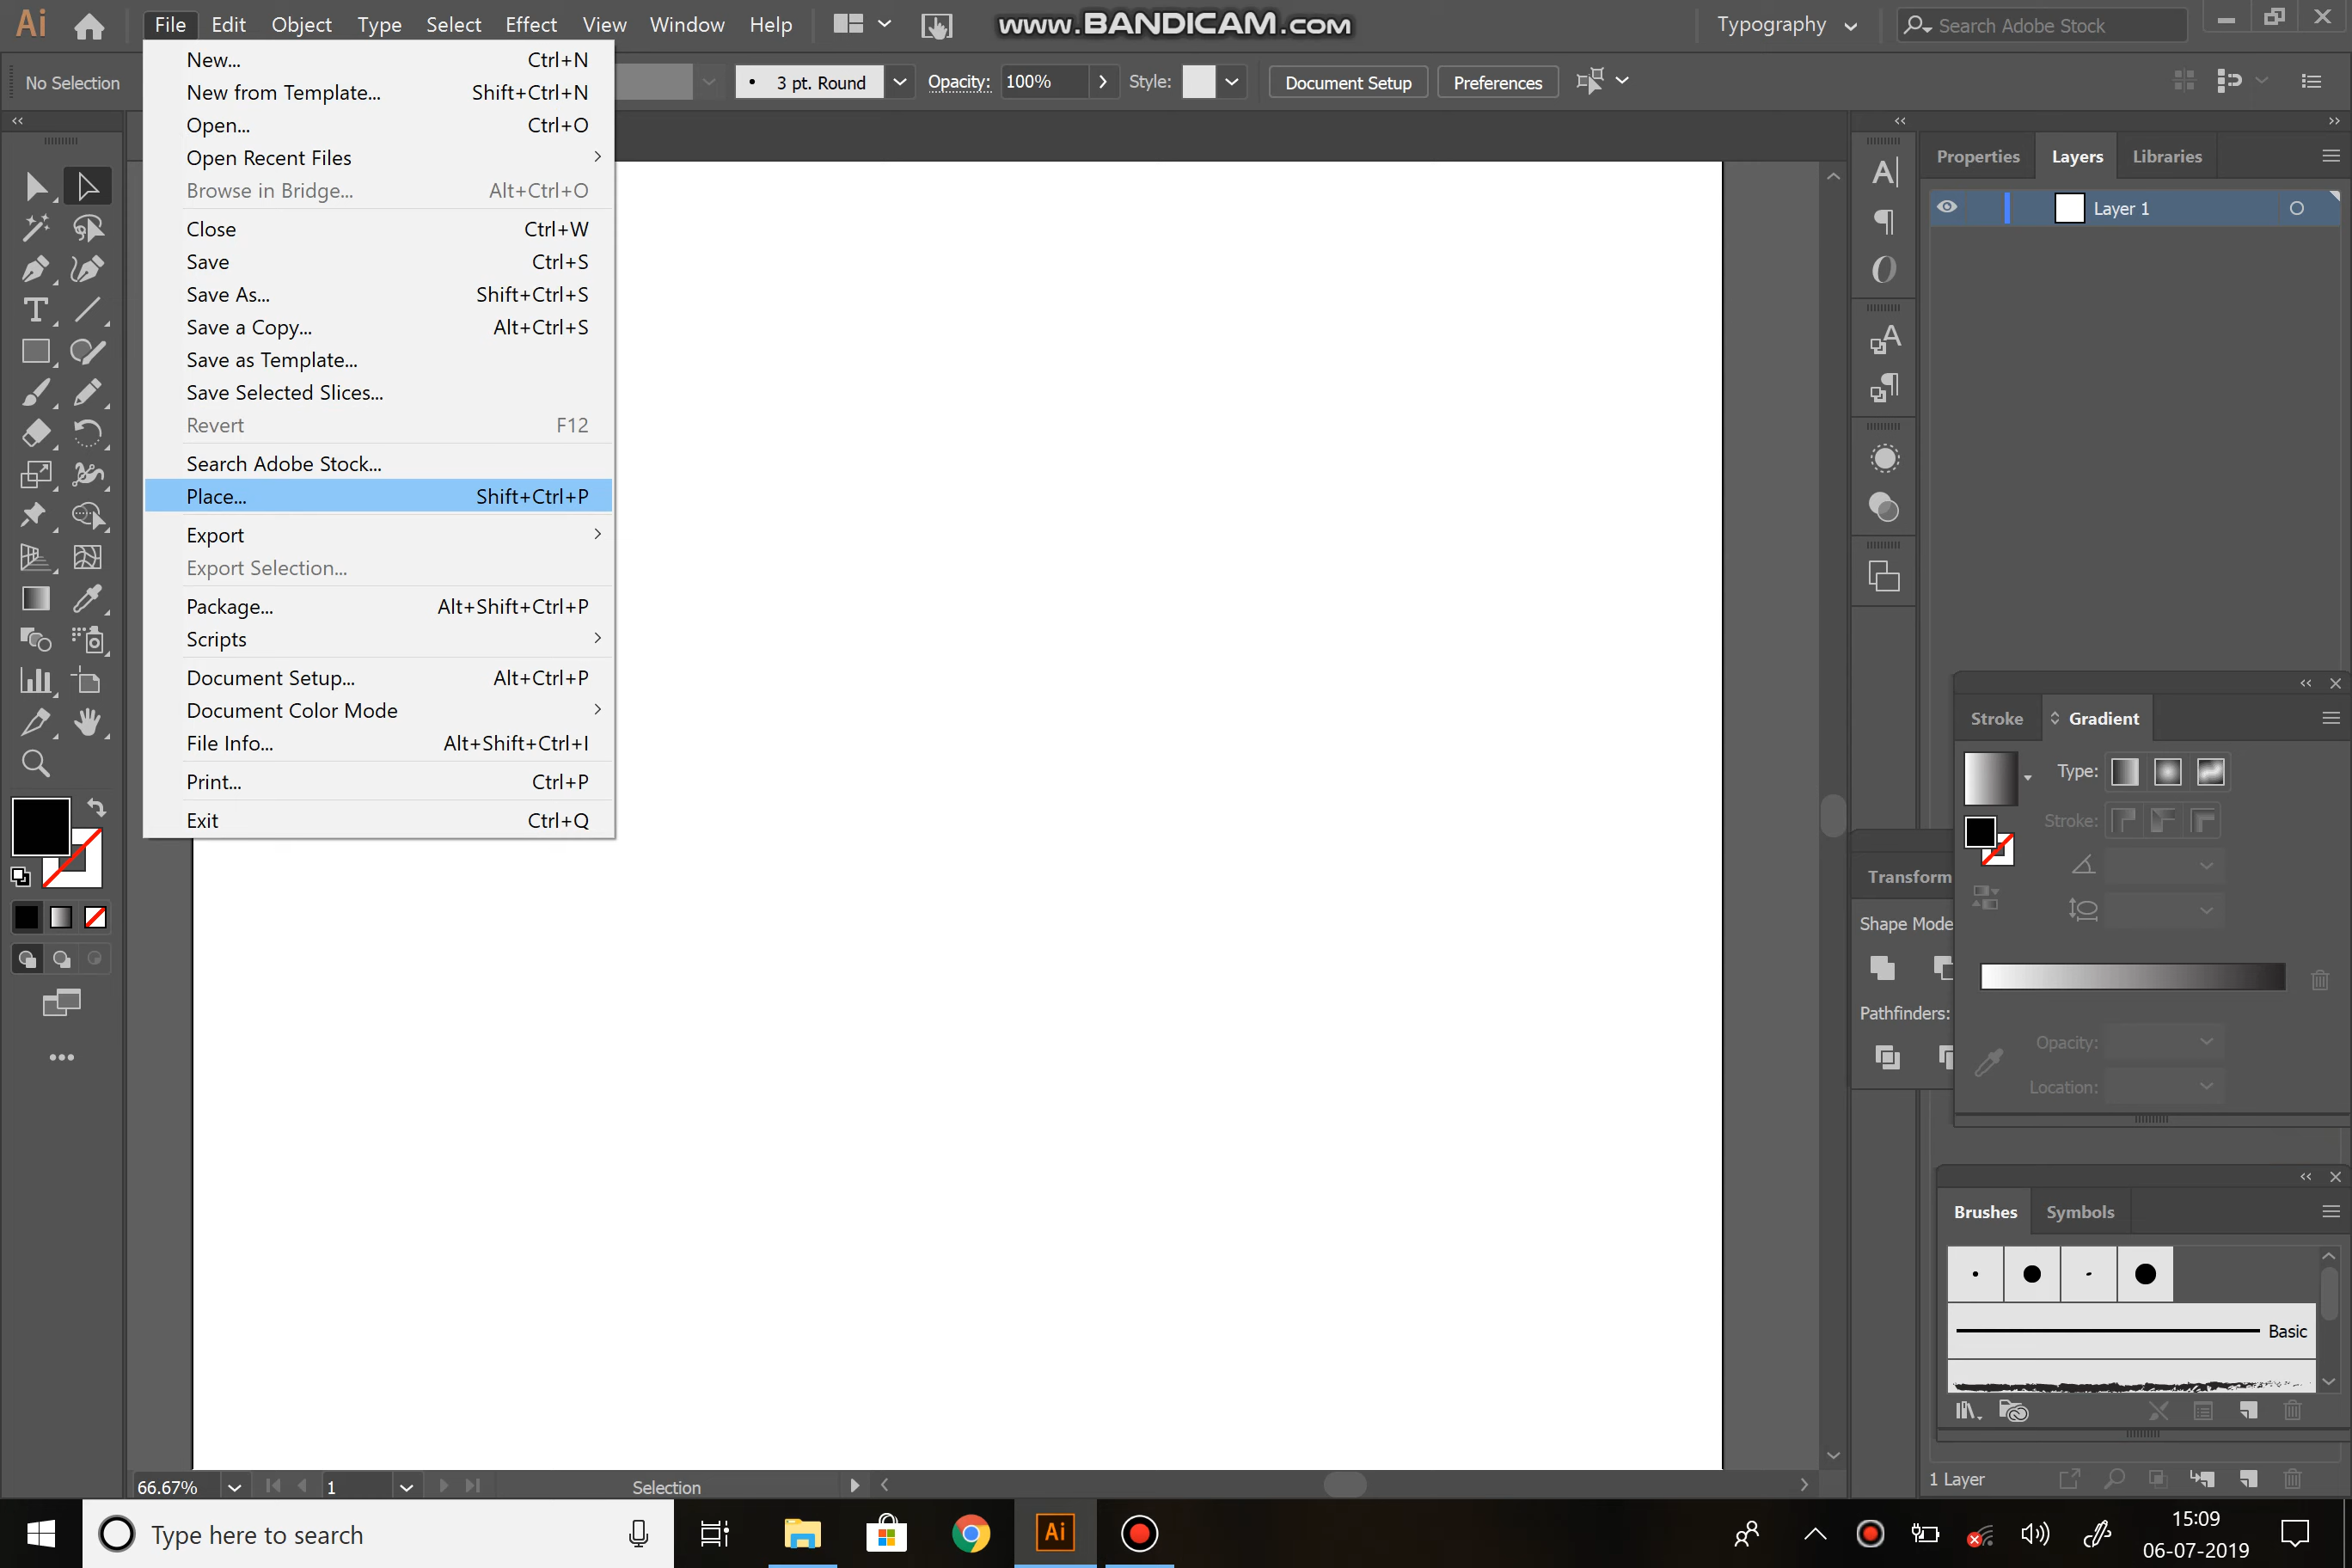 Ai File Edit Object Type Select Effect View Window Help www.BANDICAM.com Typography Search Adobe Stock
No Selection 3 pt. Round Opacity: 100% Style: Document Setup Preferences
New... Ctrl+N
New from Template... Shift+Ctrl+N
Open... Ctrl+O
Open Recent Files
Browse in Bridge... Alt+Ctrl+O
Close Ctrl+W
Save Ctrl+S
Save As... Shift+Ctrl+S
Save a Copy... Alt+Ctrl+S
Save as Template...
Save Selected Slices...
Revert F12
Search Adobe Stock...
Place... Shift+Ctrl+P
Export
Export Selection...
Package... Alt+Shift+Ctrl+P
Scripts
Document Setup... Alt+Ctrl+P
Document Color Mode
File Info... Alt+Shift+Ctrl+I
Print... Ctrl+P
Exit Ctrl+Q
Properties Layers Libraries
Layer 1
Stroke Gradient
Type:
Stroke:
Transform
Shape Mode
Pathfinders:
Opacity:
Location:
Brushes Symbols
Basic
1 Layer
66.67% 1 Selection
Type here to search Ai 15:09
06-07-2019